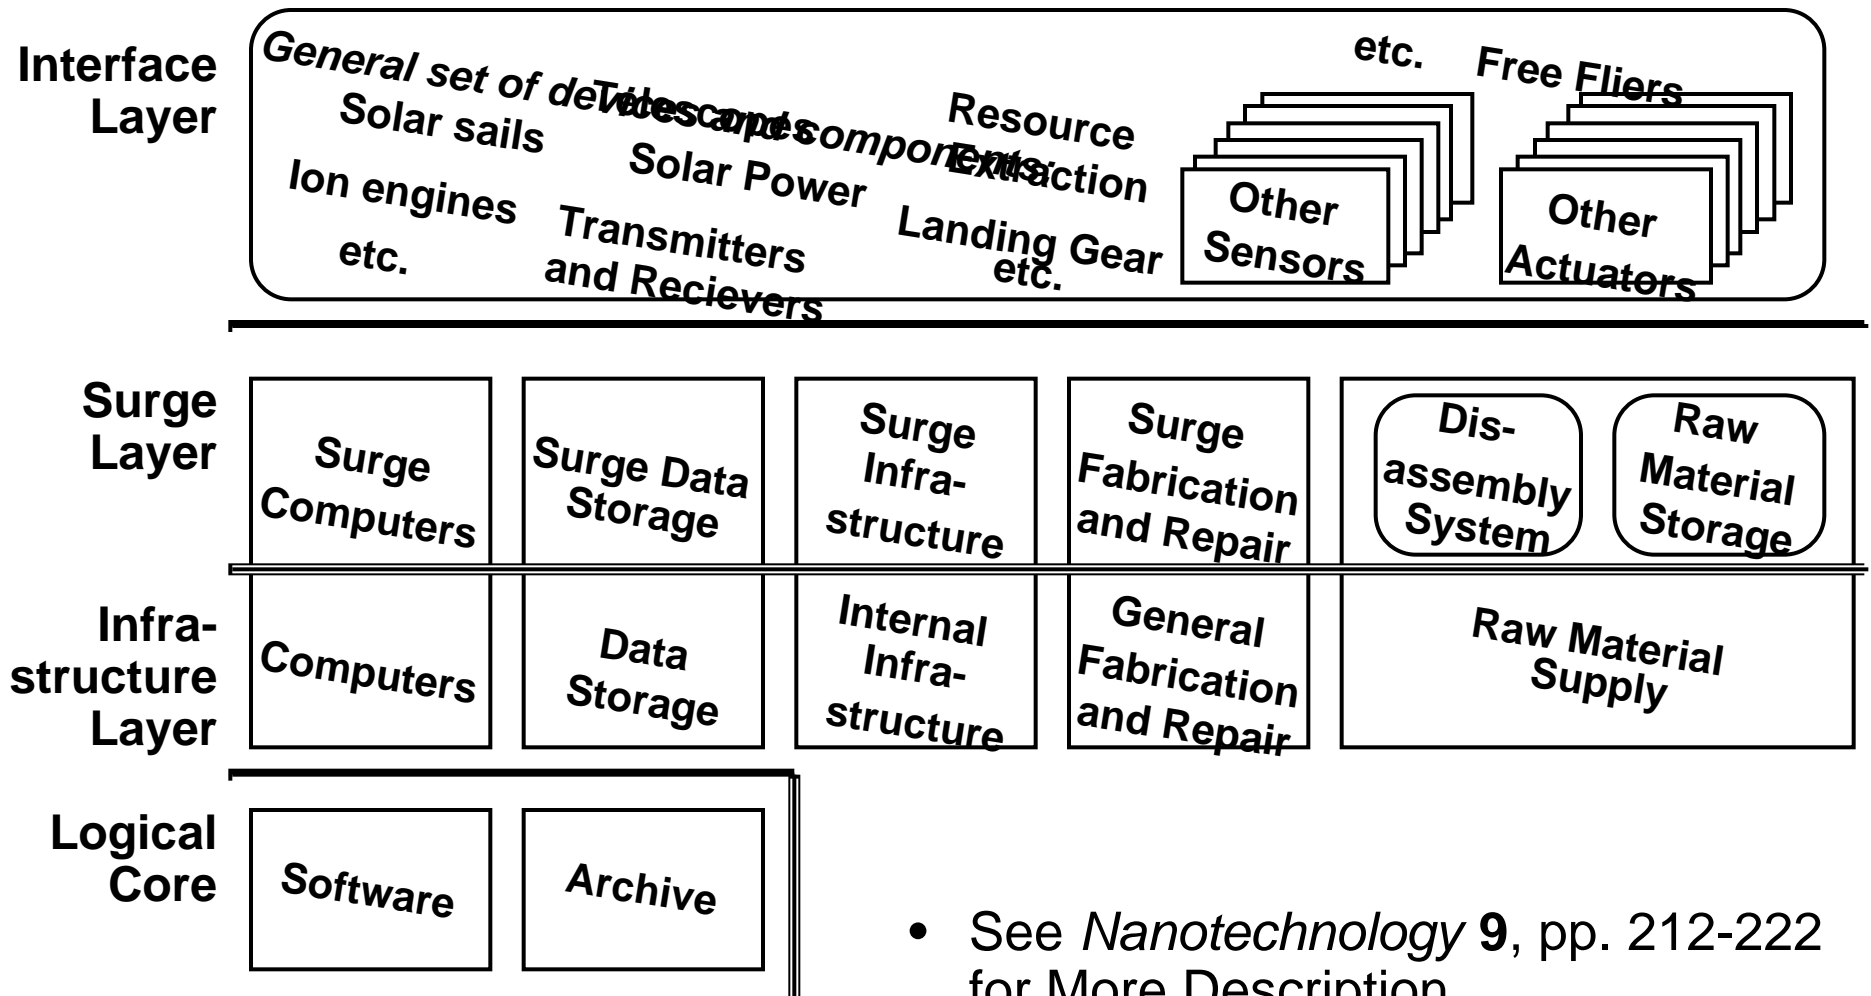 Interface
Layer
General set of devices and components:
Solar sails
Ion engines
etc.
Telescopes
Solar Power
Transmitters
and Recievers
Resource
Extraction
Landing Gear
etc.
etc.
Free Fliers
Other
Sensors
Other
Actuators
Surge
Layer
Surge
Computers
Surge Data
Storage
Surge
Infra-
structure
Surge
Fabrication
and Repair
Dis-
assembly
System
Raw
Material
Storage
Infra-
structure
Layer
Computers
Data
Storage
Internal
Infra-
structure
General
Fabrication
and Repair
Raw Material
Supply
Logical
Core
Software
Archive
• See Nanotechnology 9, pp. 212-222
for More Description